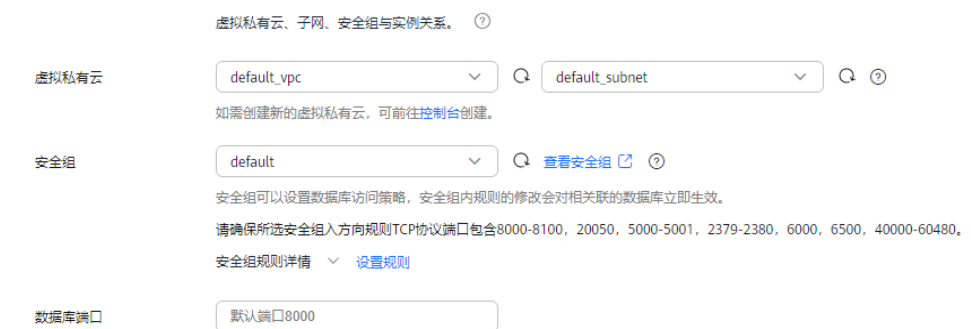 虚拟私有云、子网、安全组与实例关系。
虚拟私有云 default_vpc default_subnet
如需创建新的虚拟私有云，可前往控制台创建。
安全组 default 查看安全组
安全组可以设置数据库访问策略，安全组内规则的修改会对相关联的数据库立即生效。
请确保所选安全组入方向规则TCP协议端口包含8000-8100，20050，5000-5001，2379-2380，6000，6500，40000-60480。
安全组规则详情 设置规则
数据库端口 默认端口8000